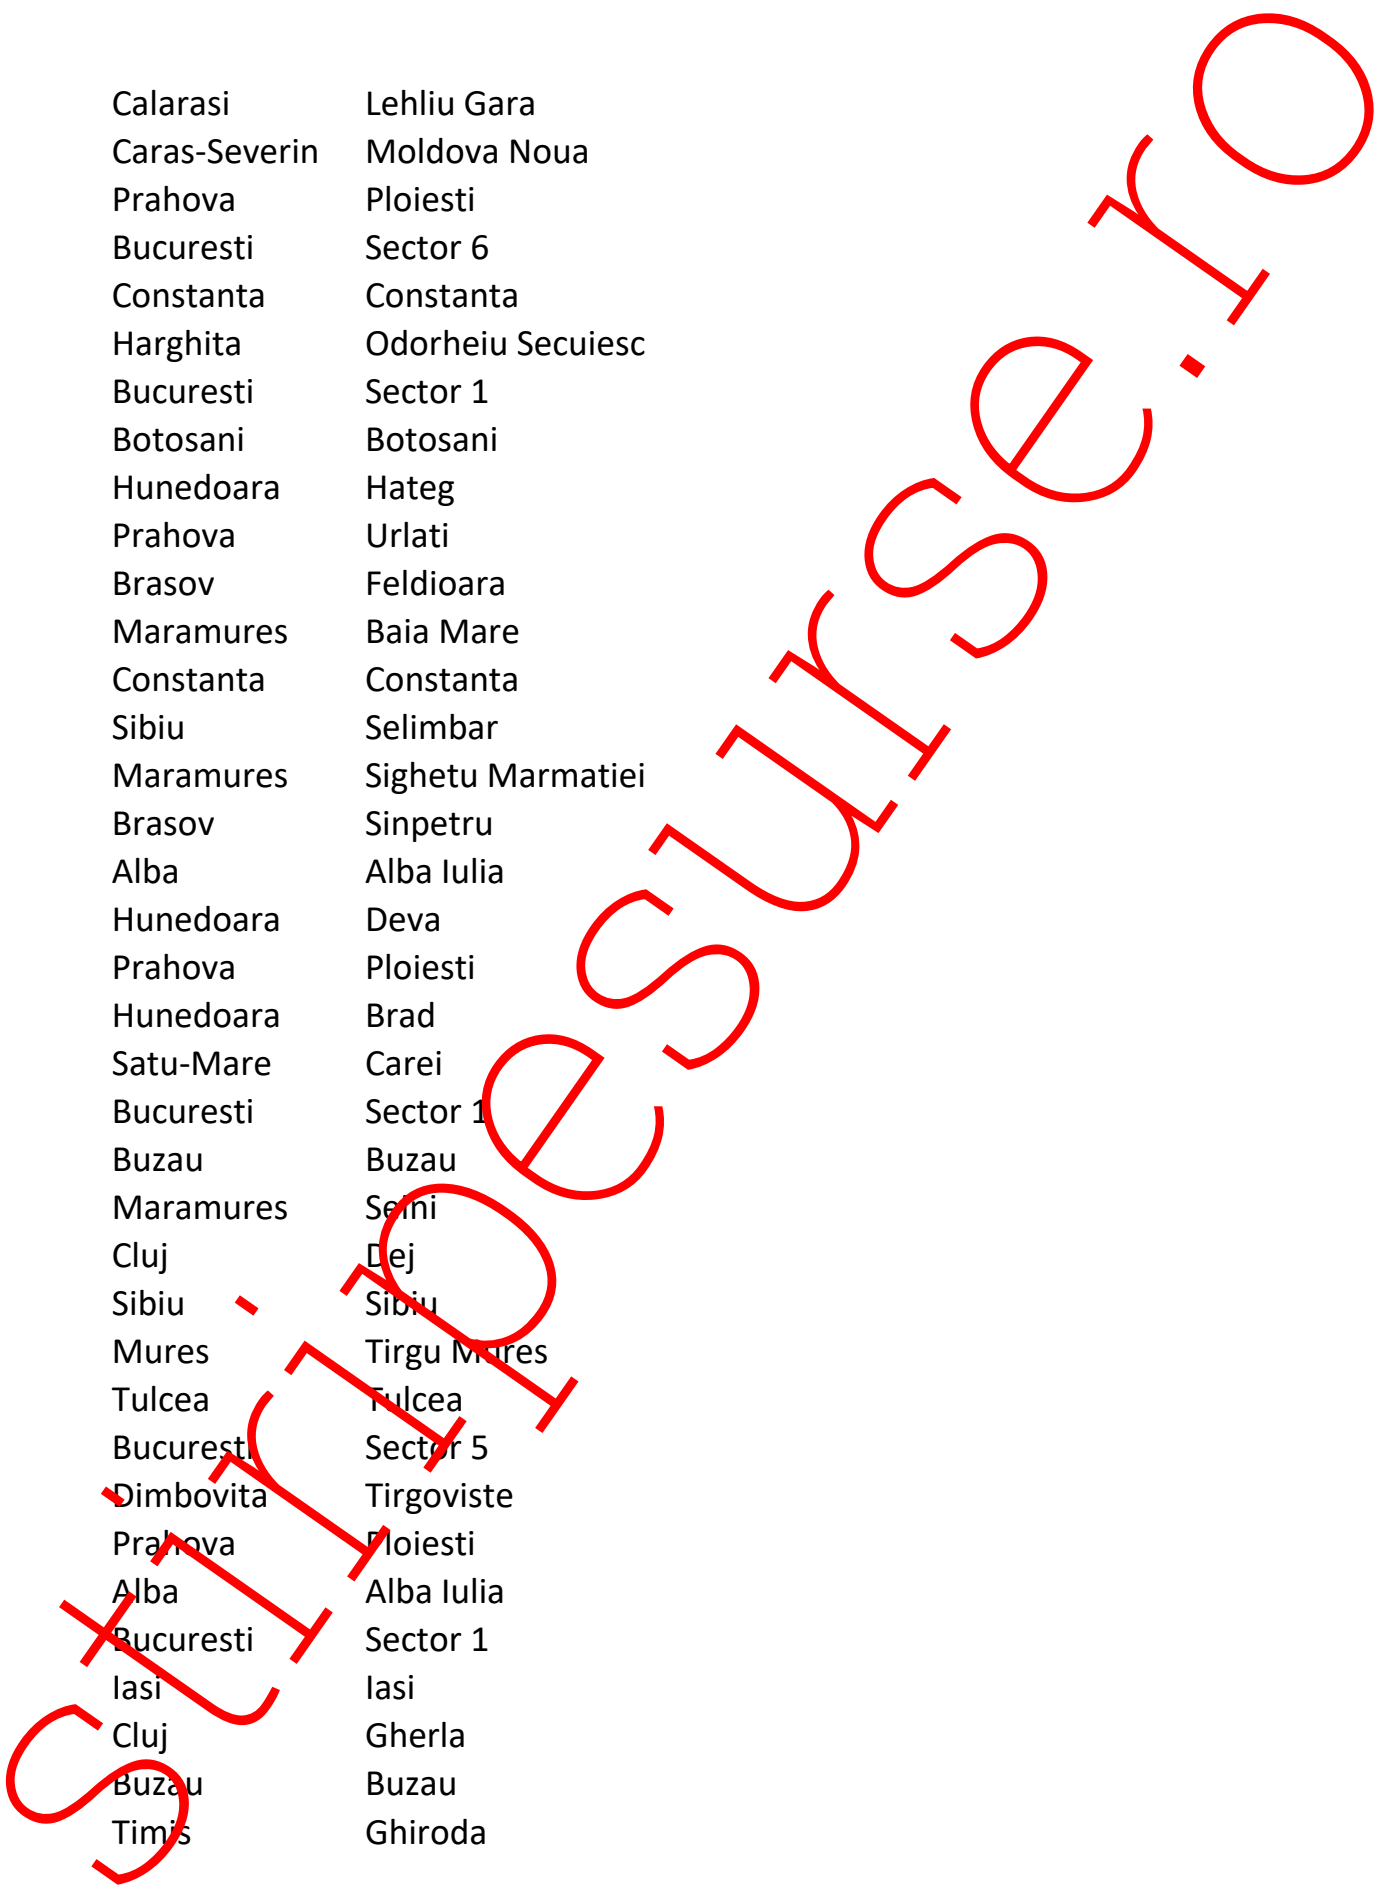 Calarasi Lehliu Gara
Caras-Severin Moldova Noua
Prahova Ploiesti
Bucuresti Sector 6
Constanta Constanta
Harghita Odorheiu Secuiesc
Bucuresti Sector 1
Botosani Botosani
Hunedoara Hateg
Prahova Urlati
Brasov Feldioara
Maramures Baia Mare
Constanta Constanta
Sibiu Selimbar
Maramures Sighetu Marmatiei
Brasov Sinpetru
Alba Alba Iulia
Hunedoara Deva
Prahova Ploiesti
Hunedoara Brad
Satu-Mare Carei
Bucuresti Sector 1
Buzau Buzau
Maramures Seini
Cluj Dej
Sibiu Sibiu
Mures Tirgu Mures
Tulcea Tulcea
Bucuresti Sector 5
Dimbovita Tirgoviste
Prahova Ploiesti
Alba Alba Iulia
Bucuresti Sector 1
Iasi Iasi
Cluj Gherla
Buzau Buzau
Timis Ghiroda
stiripesurse.ro